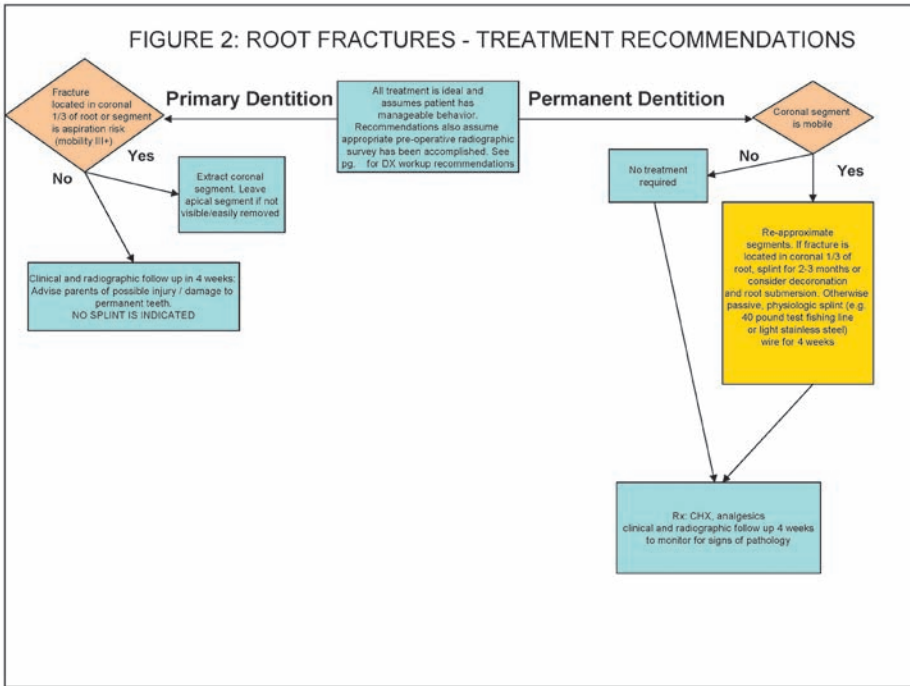 FIGURE 2: ROOT FRACTURES - TREATMENT RECOMMENDATIONS
Fracture
located in coronal
1/3 of root or segment
is aspiration risk
(mobility III+)
Primary Dentition
All treatment is ideal and
assumes patient has
manageable behavior.
Recommendations also assume
appropriate pre-operative radiographic
survey has been accomplished. See
pg. for DX workup recommendations
Permanent Dentition
Coronal segment
is mobile
Yes
No
Extract coronal
segment. Leave
apical segment if not
visible/easily removed
Clinical and radiographic follow up in 4 weeks:
Advise parents of possible injury / damage to
permanent teeth.
NO SPLINT IS INDICATED
No
Yes
No treatment
required
Re-approximate
segments. If fracture is
located in coronal 1/3 of
root, splint for 2-3 months or
consider decoronation
and root submersion. Otherwise
passive, physiologic splint (e.g.
40 pound test fishing line
or light stainless steel)
wire for 4 weeks
Rx: CHX, analgesics
clinical and radiographic follow up 4 weeks
to monitor for signs of pathology